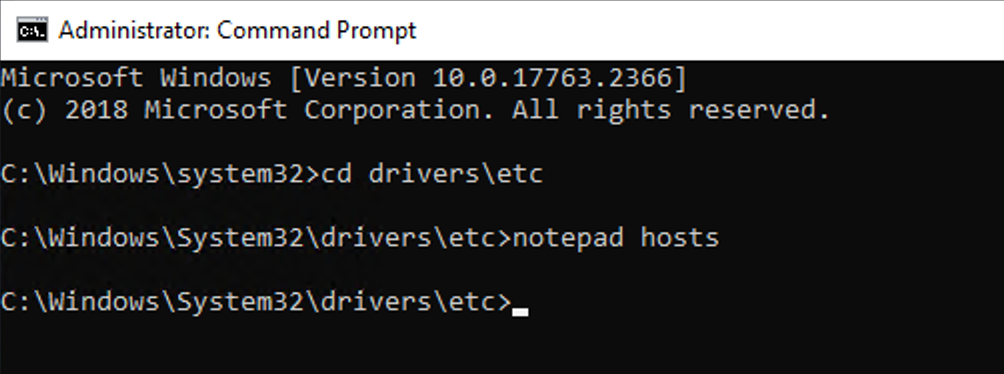 Administrator: Command Prompt
Microsoft Windows [Version 10.0.17763.2366]
(c) 2018 Microsoft Corporation. All rights reserved.
C:\Windows\system32>cd drivers\etc
C:\Windows\System32\drivers\etc>notepad hosts
C:\Windows\System32\drivers\etc>